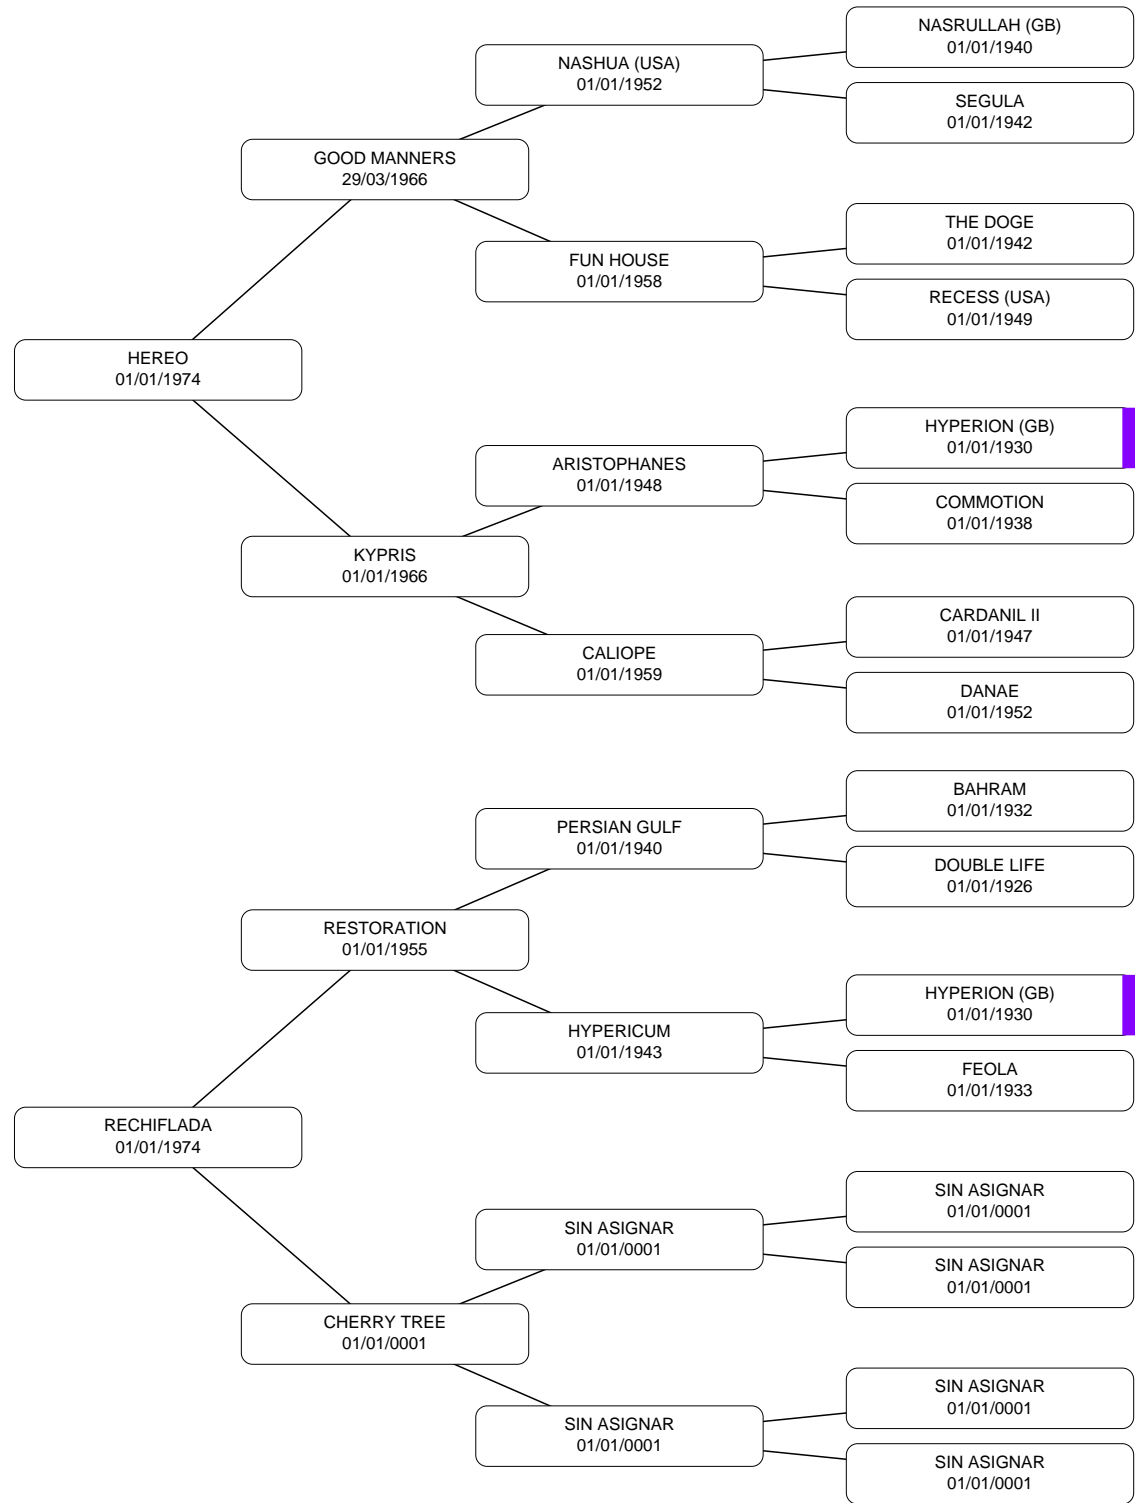 NASRULLAH (GB)
01/01/1940
NASHUA (USA)
01/01/1952
SEGULA
01/01/1942
GOOD MANNERS
29/03/1966
THE DOGE
01/01/1942
FUN HOUSE
01/01/1958
RECESS (USA)
01/01/1949
HEREO
01/01/1974
HYPERION (GB)
01/01/1930
ARISTOPHANES
01/01/1948
COMMOTION
01/01/1938
KYPRIS
01/01/1966
CARDANIL II
01/01/1947
CALIOPE
01/01/1959
DANAE
01/01/1952
BAHRAM
01/01/1932
PERSIAN GULF
01/01/1940
DOUBLE LIFE
01/01/1926
RESTORATION
01/01/1955
HYPERION (GB)
01/01/1930
HYPERICUM
01/01/1943
FEOLA
01/01/1933
RECHIFLADA
01/01/1974
SIN ASIGNAR
01/01/0001
SIN ASIGNAR
01/01/0001
SIN ASIGNAR
01/01/0001
CHERRY TREE
01/01/0001
SIN ASIGNAR
01/01/0001
SIN ASIGNAR
01/01/0001
SIN ASIGNAR
01/01/0001